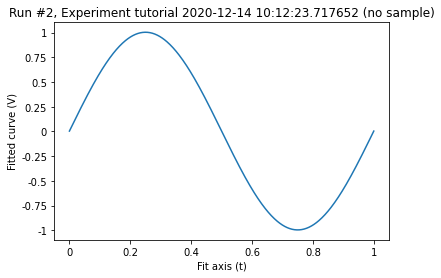 Run #2, Experiment tutorial 2020-12-14 10:12:23.717652 (no sample)
1
0.75
0.5
0.25
0
-0.25
-0.5
-0.75
-1
Fitted curve (V)
0 0.2 0.4 0.6 0.8 1
Fit axis (t)